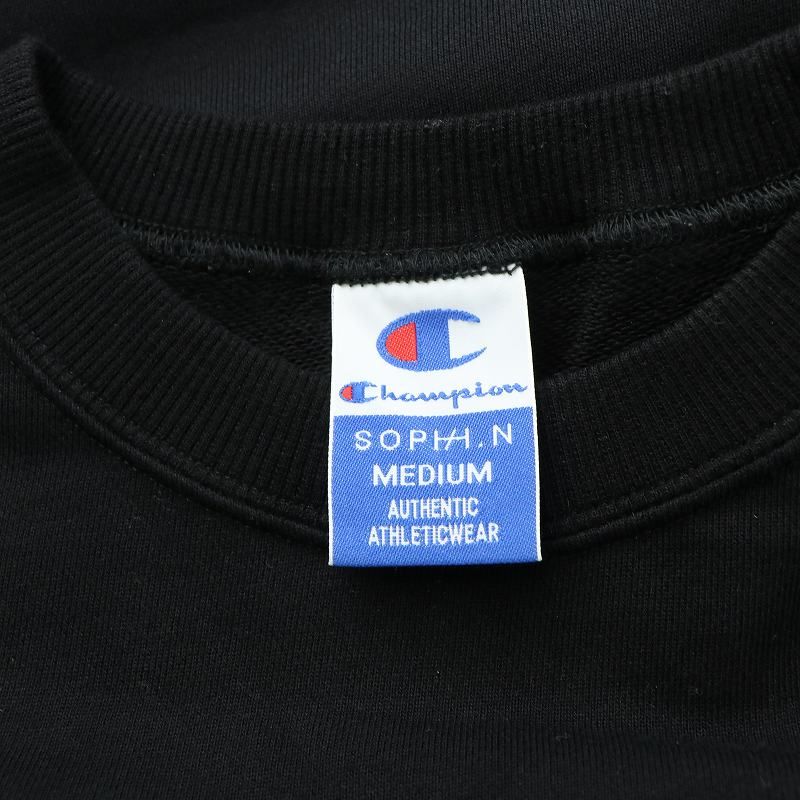 Champion
SOPH.N
MEDIUM
AUTHENTIC
ATHLETICWEAR